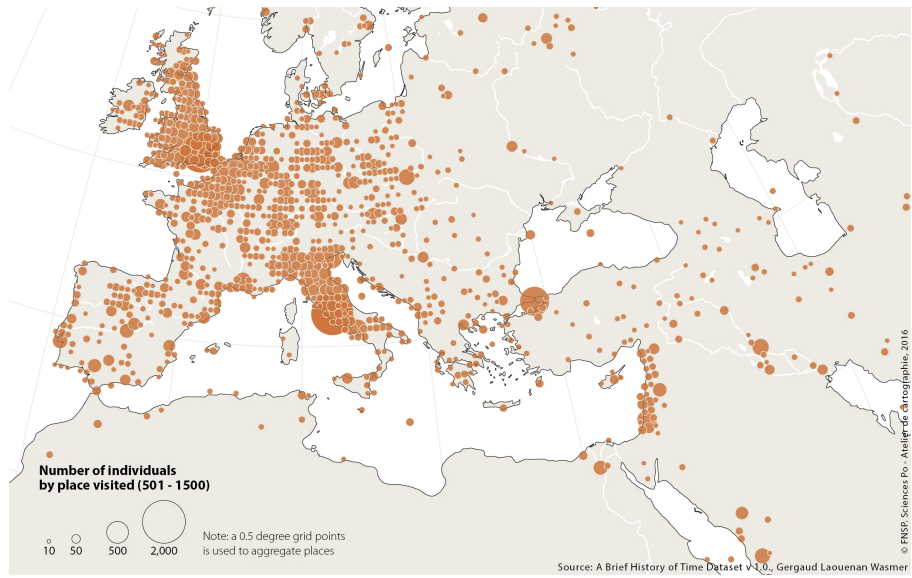 Number of individuals
by place visited (501 - 1500)
10 50 500 2,000
Note: a 0.5 degree grid points
is used to aggregate places
Source: A Brief History of Time Dataset v 1.0., Gergaud Laouenan Wasmer
© FNSP. Sciences Po - Atelier de cartographie, 2016